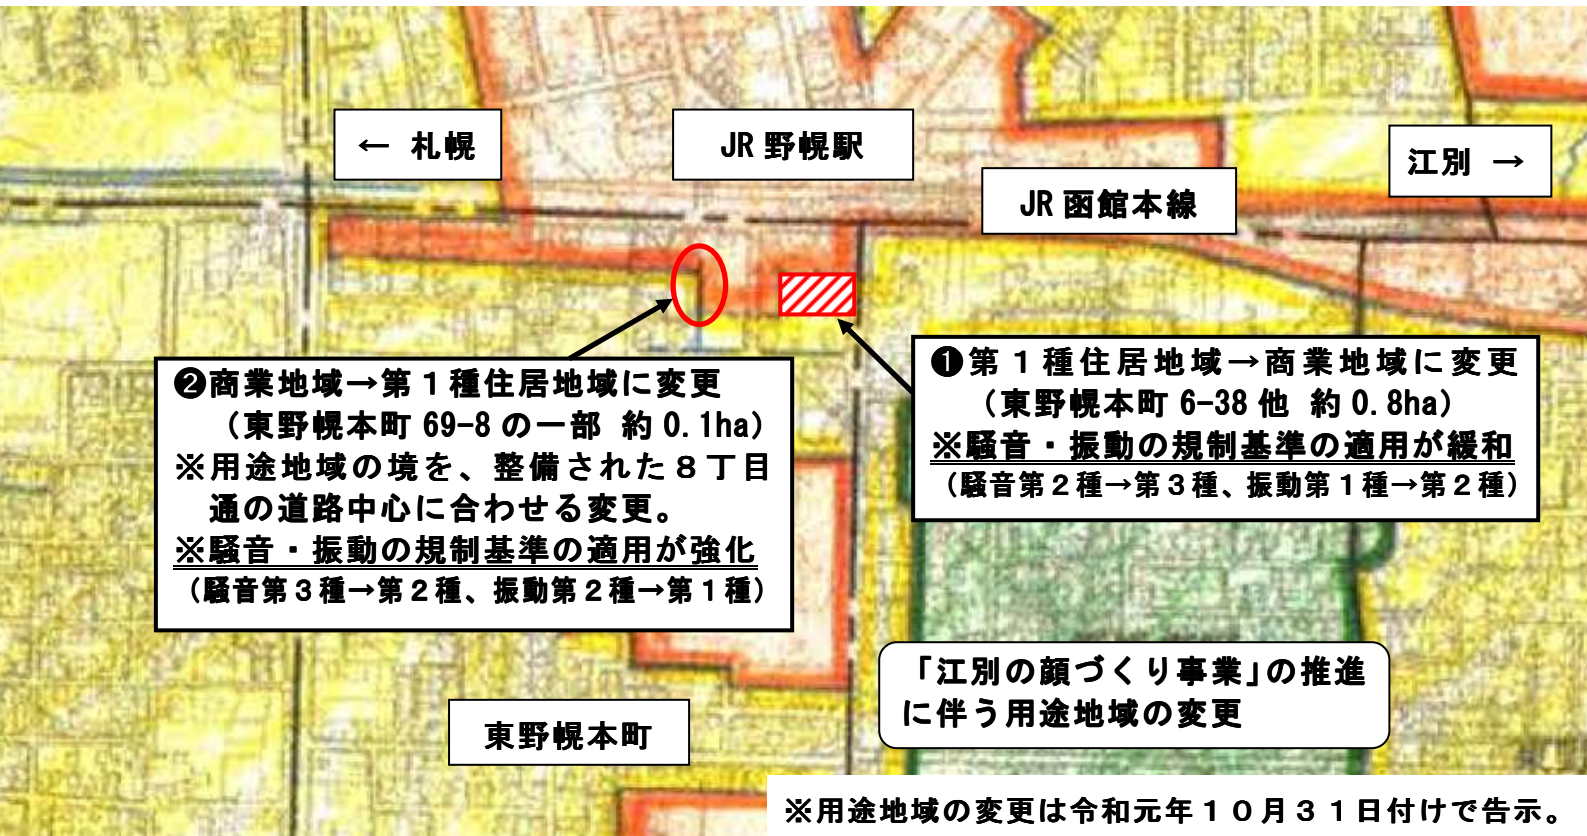 ← 札幌
JR 野幌駅
江別 →
JR 函館本線
❷商業地域→第１種住居地域に変更
（東野幌本町 69-8 の一部 約 0.1ha）
※用途地域の境を、整備された８丁目
通の道路中心に合わせる変更。
※騒音・振動の規制基準の適用が強化
（騒音第３種→第２種、振動第２種→第１種）
❶第１種住居地域→商業地域に変更
（東野幌本町 6-38 他 約 0.8ha）
※騒音・振動の規制基準の適用が緩和
（騒音第２種→第３種、振動第１種→第２種）
「江別の顔づくり事業」の推進
に伴う用途地域の変更
東野幌本町
※用途地域の変更は令和元年１０月３１日付けで告示。